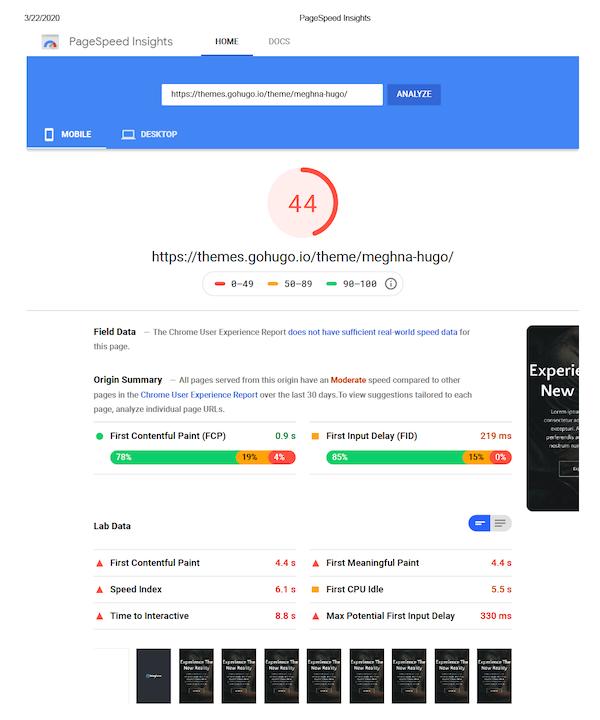 3/22/2020 PageSpeed Insights
PageSpeed Insights HOME DOCS
https://themes.gohugo.io/theme/meghna-hugo/ ANALYZE
MOBILE DESKTOP
44
https://themes.gohugo.io/theme/meghna-hugo/
0–49 50–89 90–100
Field Data — The Chrome User Experience Report does not have sufficient real-world speed data for
this page.
Origin Summary — All pages served from this origin have an Moderate speed compared to other
pages in the Chrome User Experience Report over the last 30 days.To view suggestions tailored to each
page, analyze individual page URLs.
Experie
New
Lorem ipsu
consectetur ad
excepturi. A
perferendis a
nostrum nu
First Contentful Paint (FCP) 0.9 s First Input Delay (FID) 219 ms
78% 19% 4% 85% 15% 0%
Lab Data
First Contentful Paint 4.4 s First Meaningful Paint 4.4 s
Speed Index 6.1 s First CPU Idle 5.5 s
Time to Interactive 8.8 s Max Potential First Input Delay 330 ms
Experience The Experience The Experience The Experience The Experience The Experience The Experience The Experience The
New Reality New Reality New Reality New Reality New Reality New Reality New Reality New Reality